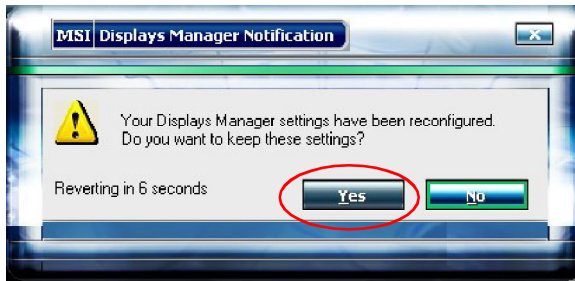 MSI Displays Manager Notification
X
Your Displays Manager settings have been reconfigured.
Do you want to keep these settings?
Reverting in 6 seconds
Yes
No